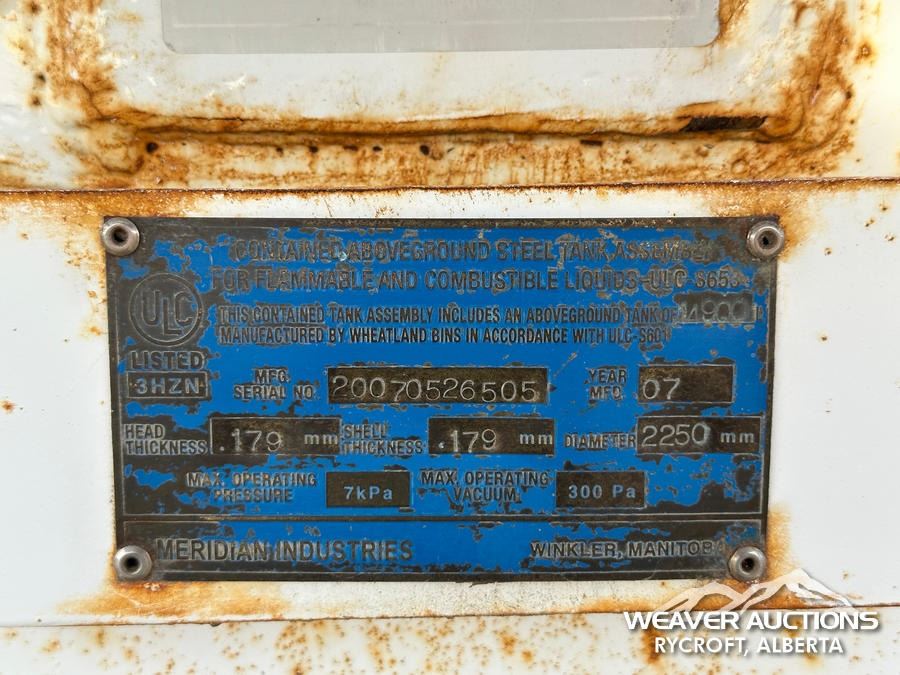 CONTAINED ABOVEGROUND STEEL TANK ASSEMBLY
FOR FLAMMABLE AND COMBUSTIBLE LIQUIDS-ULC-S653
ULC
LISTED
3HZN
THIS CONTAINED TANK ASSEMBLY INCLUDES AN ABOVEGROUND TANK OF 14900 l
MANUFACTURED BY WHEATLAND BINS IN ACCORDANCE WITH ULC-S601
MFG. SERIAL NO. 20070526505 YEAR MFG. 07
HEAD THICKNESS .179 mm SHELL THICKNESS .179 mm DIAMETER 2250 mm
MAX. OPERATING PRESSURE 7kPa MAX. OPERATING VACUUM 300 Pa
MERIDIAN INDUSTRIES WINKLER, MANITOBA
WEAVER AUCTIONS
RYCROFT, ALBERTA